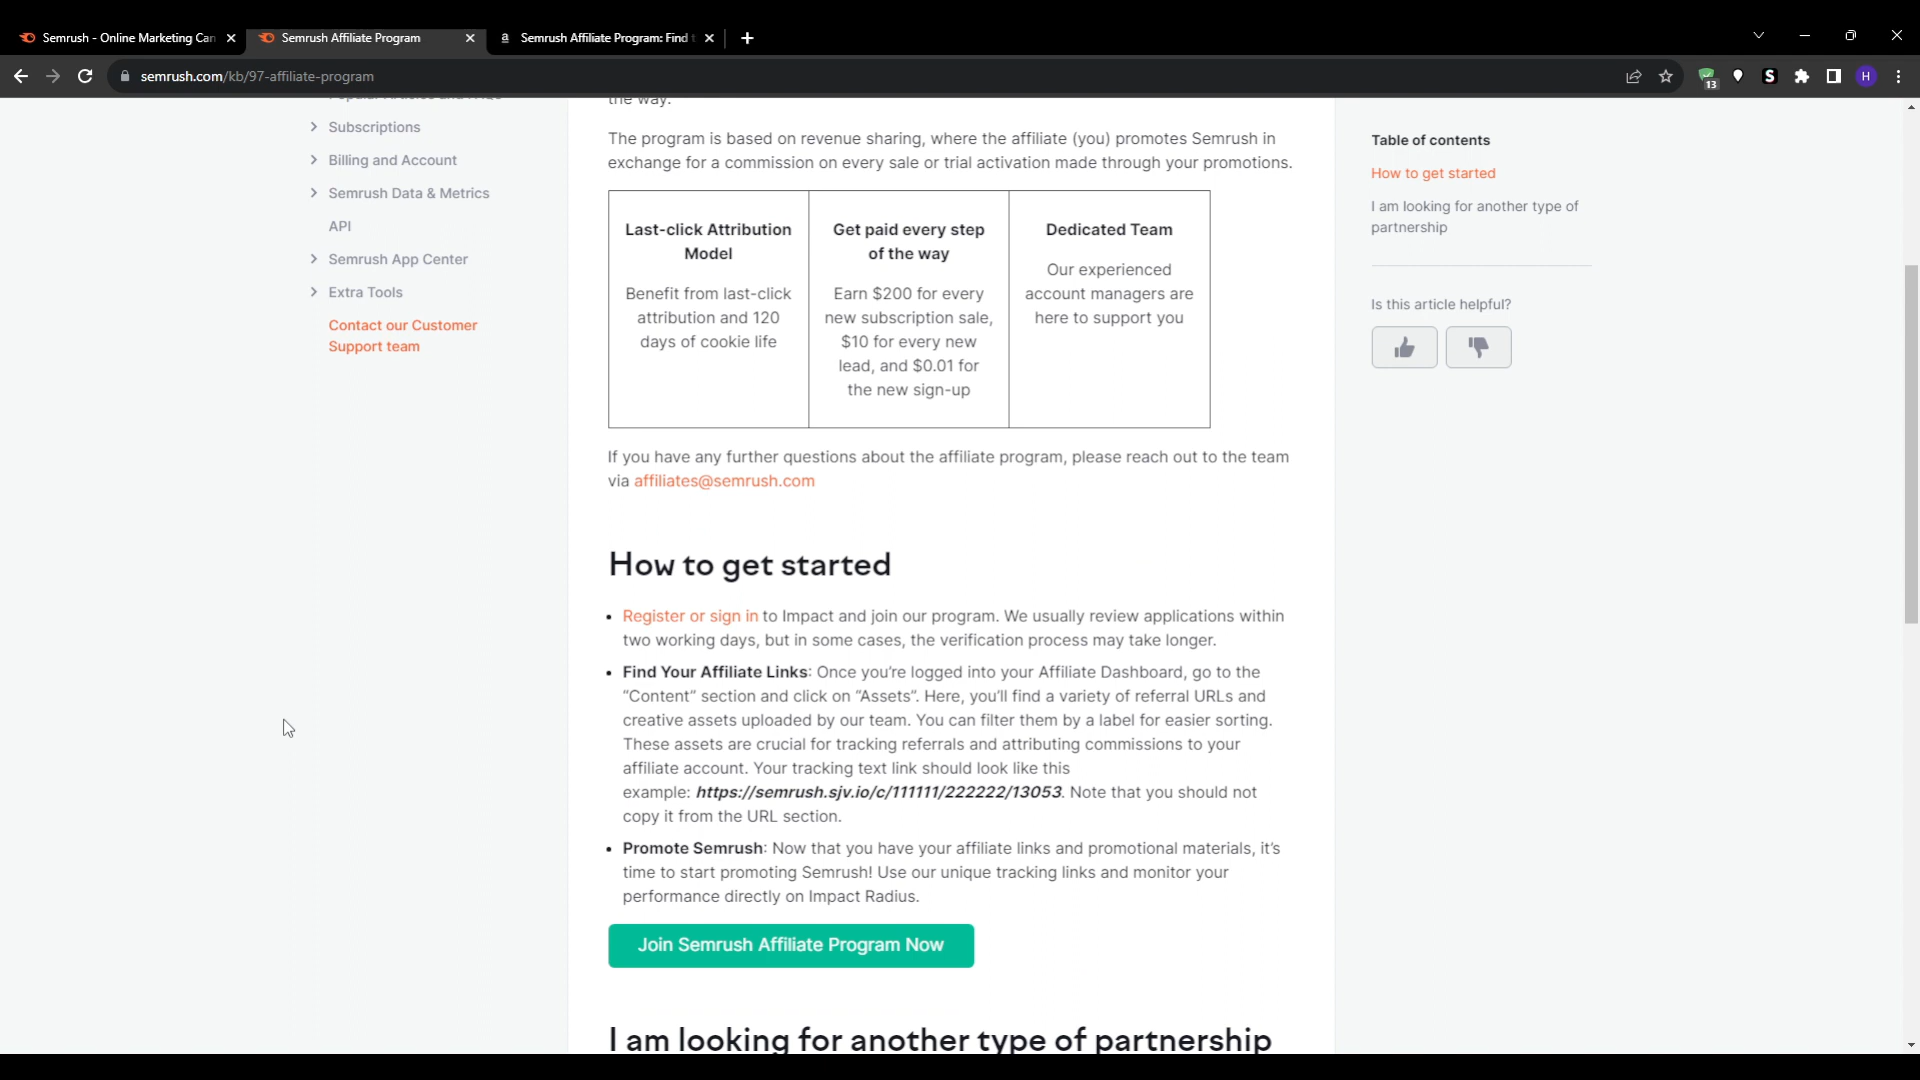 Semrush - Online Marketing Can
Semrush Affiliate Program
Semrush Affiliate Program: Find t
semrush.com/kb/97-affiliate-program
13
S
H
Subscriptions
Billing and Account
Semrush Data & Metrics
API
Semrush App Center
Extra Tools
Contact our Customer
Support team
the way.
The program is based on revenue sharing, where the affiliate (you) promotes Semrush in
exchange for a commission on every sale or trial activation made through your promotions.
Last-click Attribution
Model
Benefit from last-click
attribution and 120
days of cookie life
Get paid every step
of the way
Earn $200 for every
new subscription sale,
$10 for every new
lead, and $0.01 for
the new sign-up
Dedicated Team
Our experienced
account managers are
here to support you
If you have any further questions about the affiliate program, please reach out to the team
via affiliates@semrush.com
How to get started
• Register or sign in to Impact and join our program. We usually review applications within
two working days, but in some cases, the verification process may take longer.
• Find Your Affiliate Links: Once you're logged into your Affiliate Dashboard, go to the
“Content” section and click on “Assets”. Here, you'll find a variety of referral URLs and
creative assets uploaded by our team. You can filter them by a label for easier sorting.
These assets are crucial for tracking referrals and attributing commissions to your
affiliate account. Your tracking text link should look like this
example: https://semrush.sjv.io/c/111111/222222/13053. Note that you should not
copy it from the URL section.
• Promote Semrush: Now that you have your affiliate links and promotional materials, it's
time to start promoting Semrush! Use our unique tracking links and monitor your
performance directly on Impact Radius.
Join Semrush Affiliate Program Now
I am looking for another type of partnership
Table of contents
How to get started
I am looking for another type of
partnership
Is this article helpful?